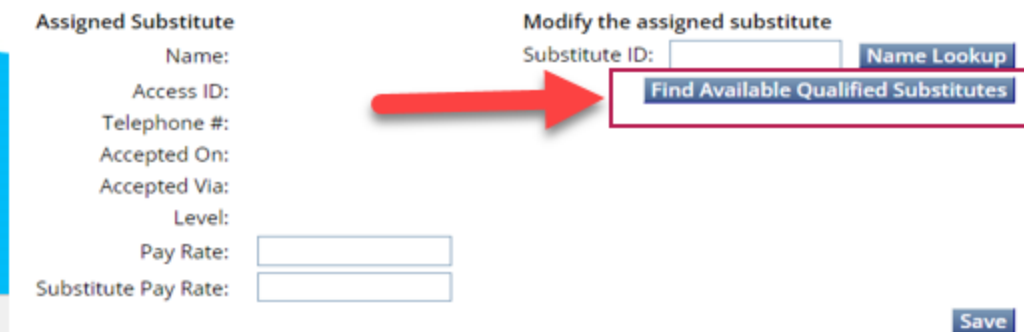 Assigned Substitute
Name:
Access ID:
Telephone #:
Accepted On:
Accepted Via:
Level:
Pay Rate:
Substitute Pay Rate:
Modify the assigned substitute
Substitute ID:
Name Lookup
Find Available Qualified Substitutes
Save